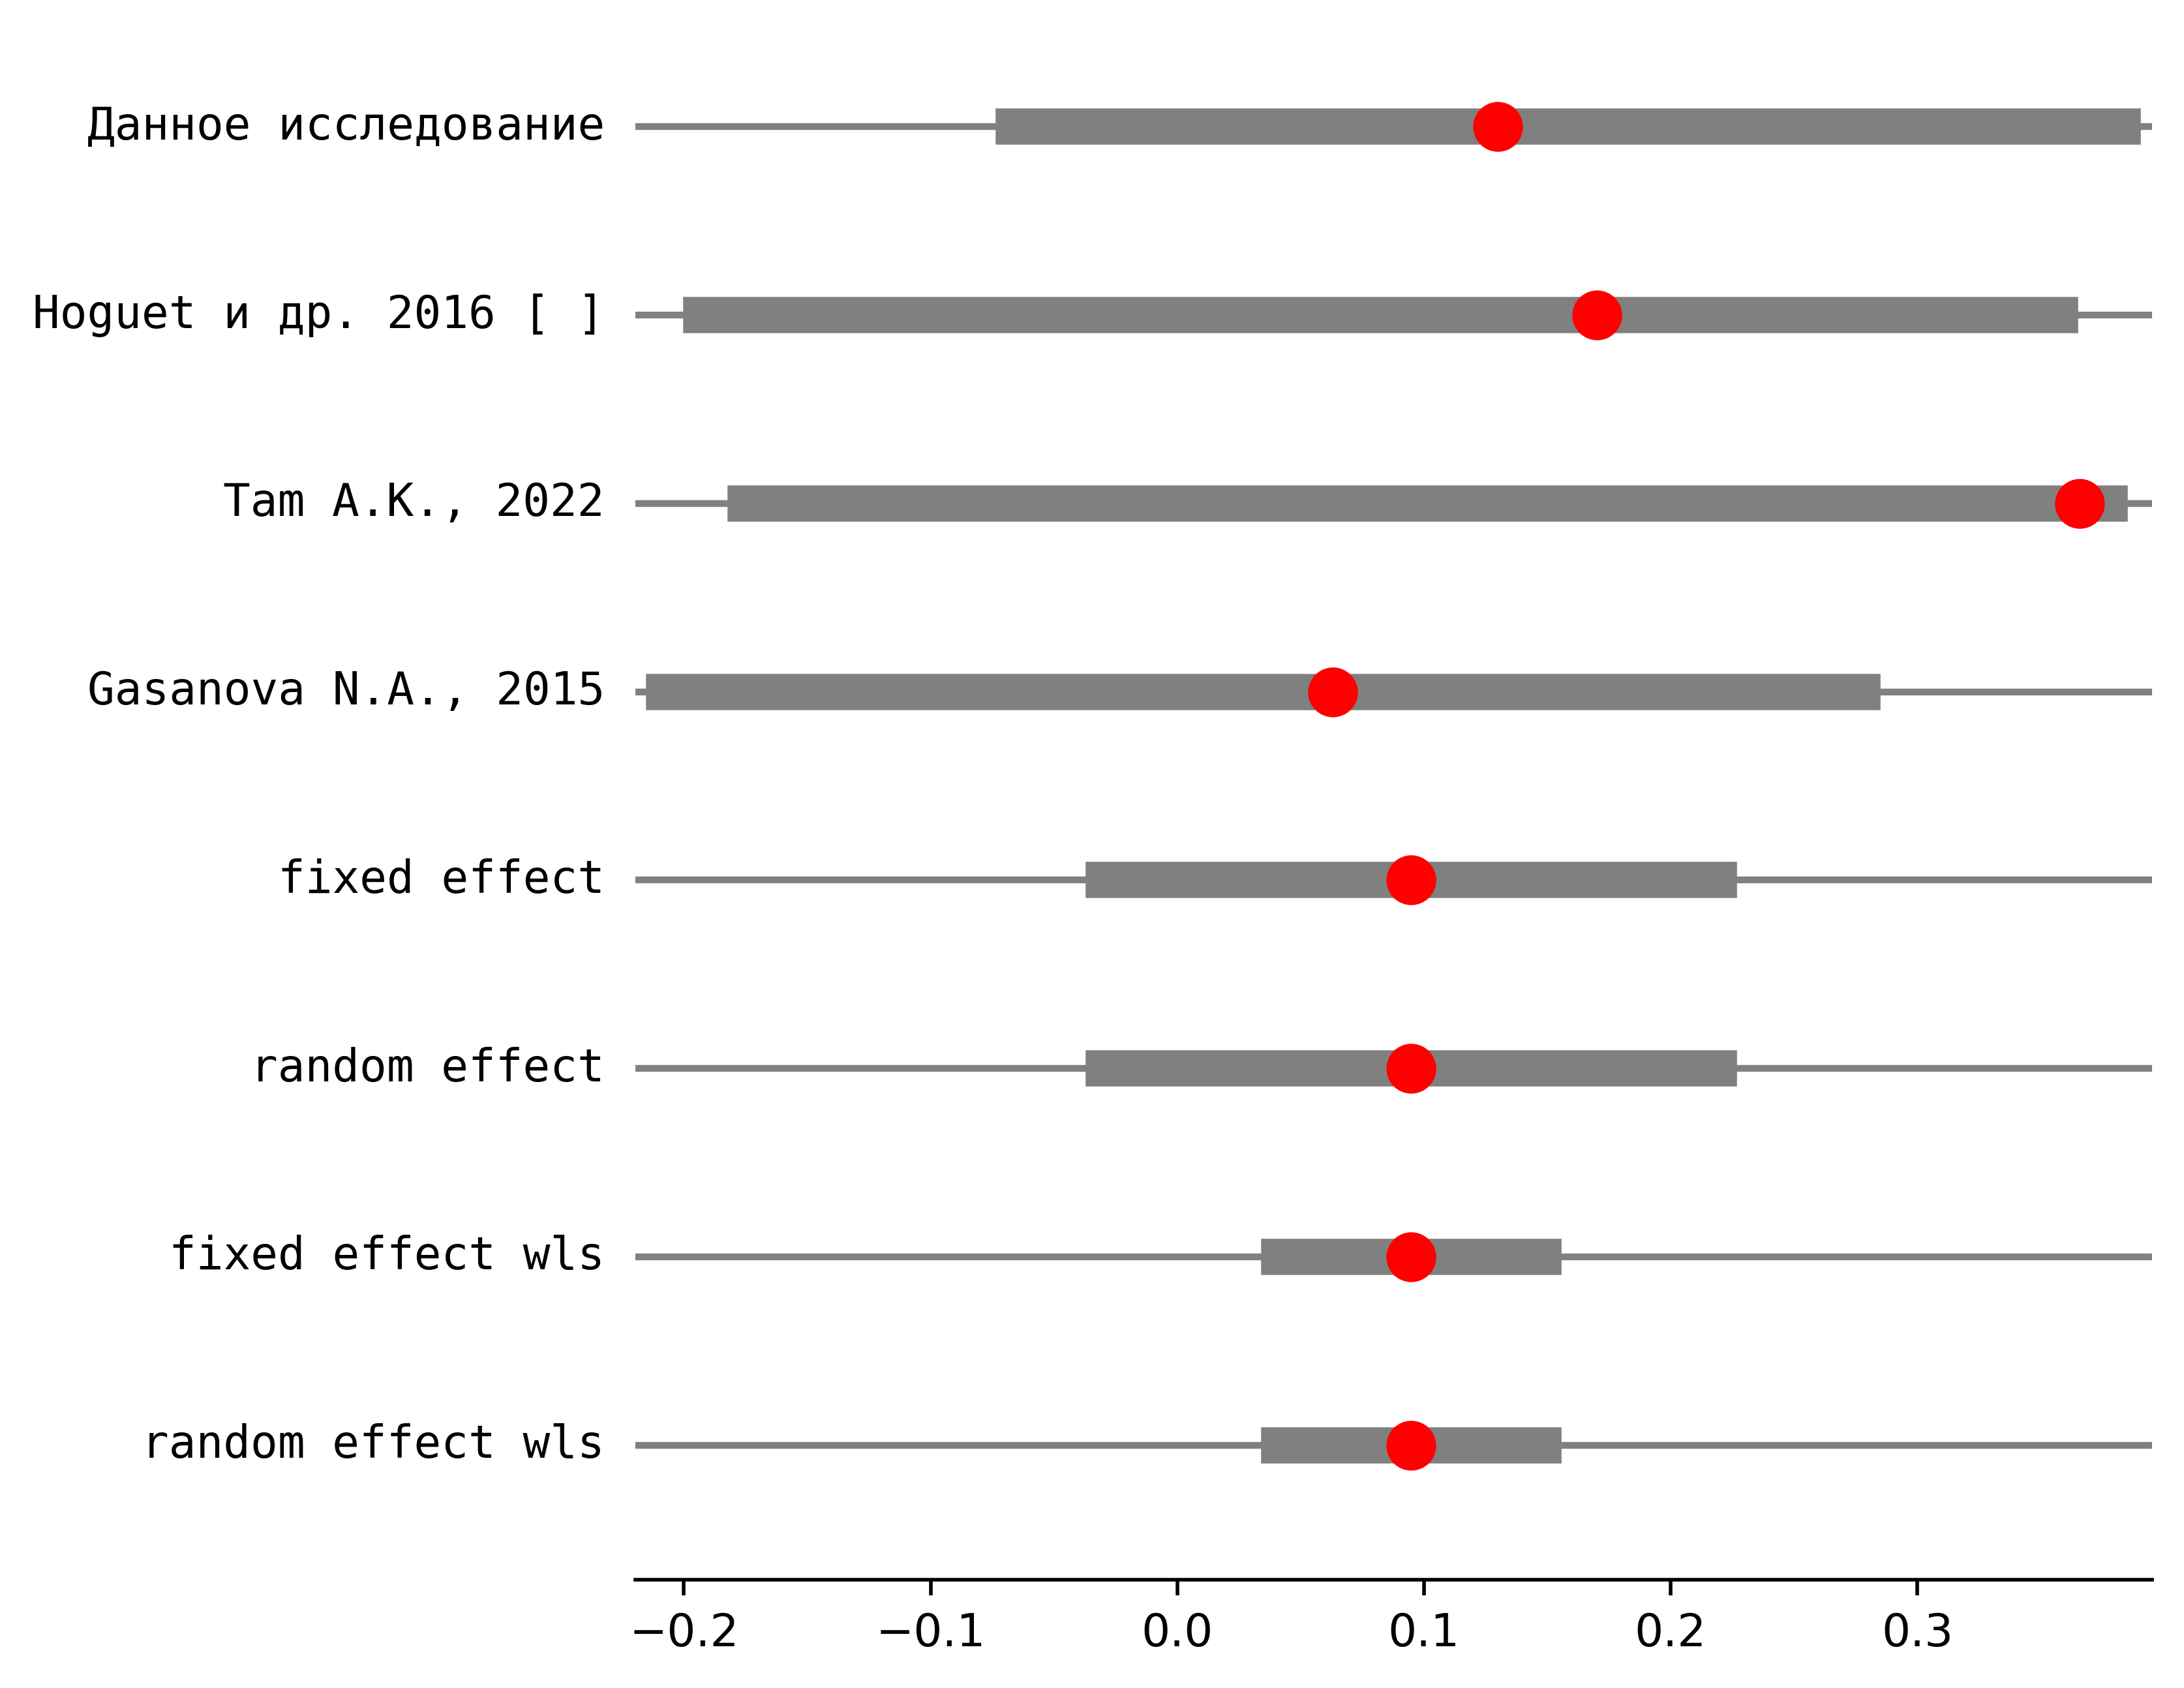 Данное исследование
Hoguet и др. 2016 [ ]
Tam A.K., 2022
Gasanova N.A., 2015
fixed effect
random effect
fixed effect wls
random effect wls
−0.2 −0.1 0.0 0.1 0.2 0.3